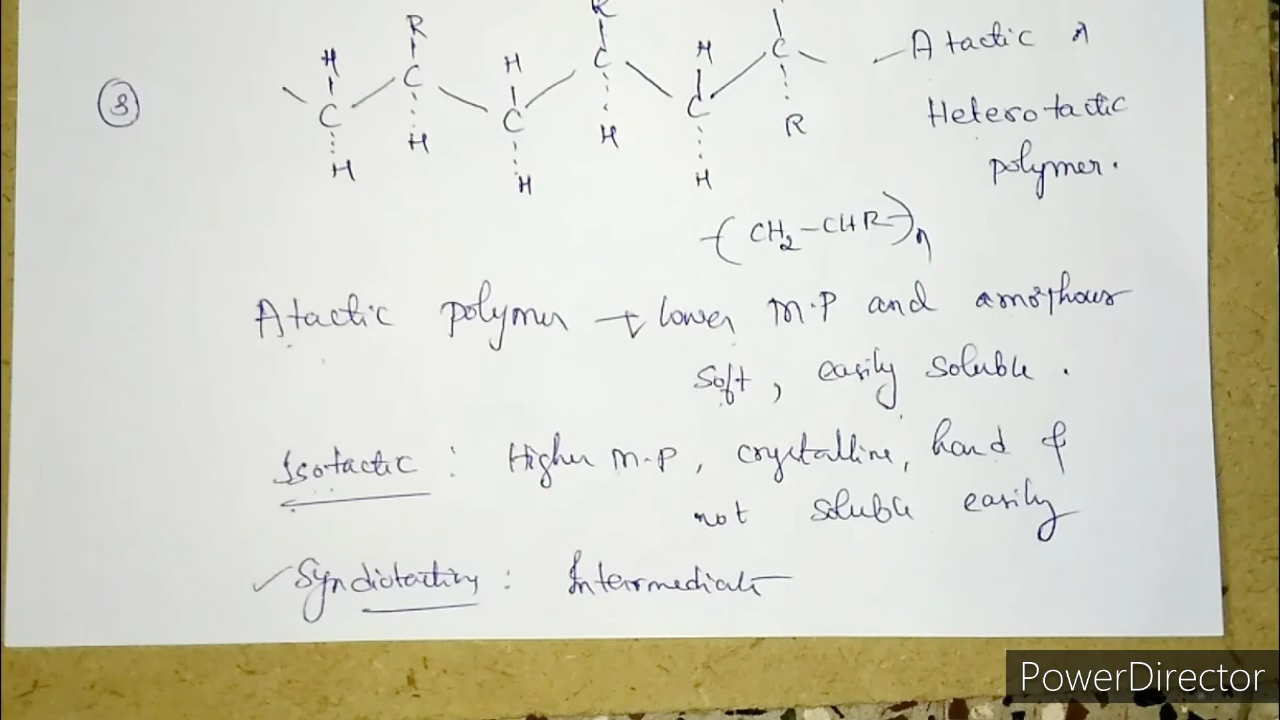 R
R
H
H
H
C
C
C
Atactic
C
C
C
③
H
H
H
H
H
R
Heterotactic
polymer.
-(CH2-CHR)n
Atactic polymer → lower M.P and amorphous
soft, easily soluble.
Isotactic : Higher m.p, crystalline, hard &
not soluble easily
✓Syndiotactic : Intermediate
PowerDirector